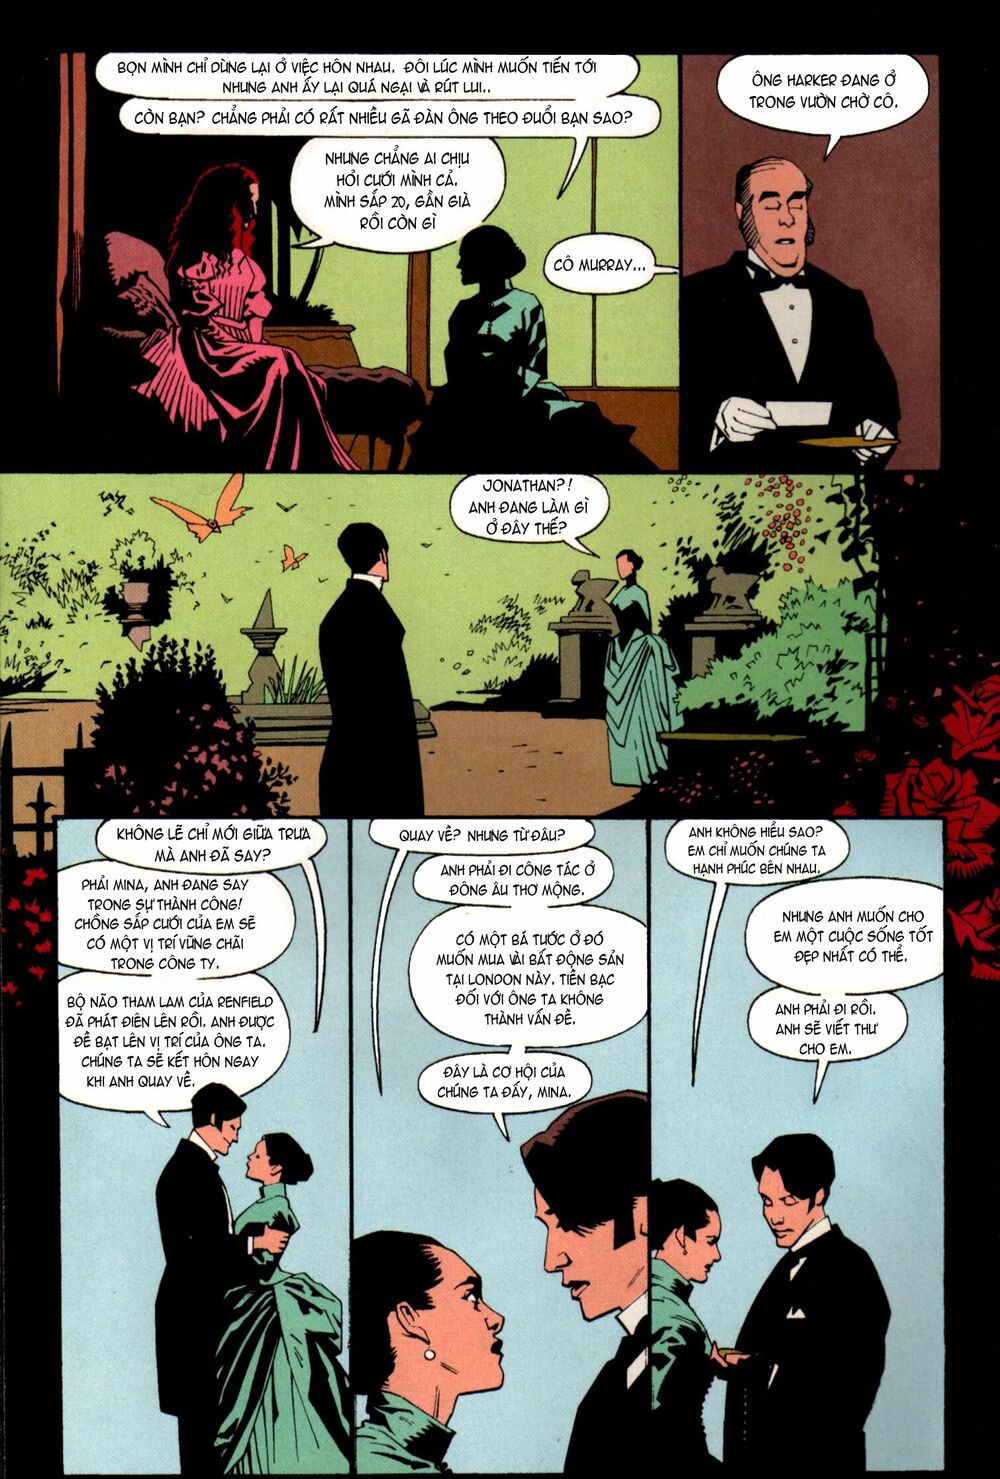 BỌN MÌNH CHỈ DỪNG LẠI Ở VIỆC HÔN NHAU. ĐÔI LÚC MÌNH MUỐN TIẾN TỚI
NHƯNG ANH ẤY LẠI QUÁ NGẠI VÀ RÚT LUI..
CÒN BẠN? CHẲNG PHẢI CÓ RẤT NHIỀU GÃ ĐÀN ÔNG THEO ĐUỔI BẠN SAO?
NHƯNG CHẲNG AI CHỊU
HỎI CƯỚI MÌNH CẢ.
MÌNH SẮP 20, GẦN GIÀ
RỒI CÒN GÌ
CÔ MURRAY...
ÔNG HARKER ĐANG Ở
TRONG VƯỜN CHỜ CÔ.
JONATHAN?!
ANH ĐANG LÀM GÌ
Ở ĐÂY THẾ?
KHÔNG LẼ CHỈ MỚI GIỮA TRƯA
MÀ ANH ĐÃ SAY?
PHẢI MINA, ANH ĐANG SAY
TRONG SỰ THÀNH CÔNG!
CHỒNG SẮP CƯỚI CỦA EM SẼ
CÓ MỘT VỊ TRÍ VỮNG CHÃI
TRONG CÔNG TY.
BỘ NÃO THAM LAM CỦA RENFIELD
ĐÃ PHÁT ĐIÊN LÊN RỒI. ANH ĐƯỢC
ĐỀ BẠT LÊN VỊ TRÍ CỦA ÔNG TA.
CHÚNG TA SẼ KẾT HÔN NGAY
KHI ANH QUAY VỀ.
QUAY VỀ? NHƯNG TỪ ĐÂU?
ANH PHẢI ĐI CÔNG TÁC Ở
ĐÔNG ÂU THƠ MỘNG.
CÓ MỘT BÁ TƯỚC Ở ĐÓ
MUỐN MUA VÀI BẤT ĐỘNG SẢN
TẠI LONDON NÀY. TIỀN BẠC
ĐỐI VỚI ÔNG TA KHÔNG
THÀNH VẤN ĐỀ.
ĐÂY LÀ CƠ HỘI CỦA
CHÚNG TA ĐẤY, MINA.
ANH KHÔNG HIỂU SAO?
EM CHỈ MUỐN CHÚNG TA
HẠNH PHÚC BÊN NHAU.
NHƯNG ANH MUỐN CHO
EM MỘT CUỘC SỐNG TỐT
ĐẸP NHẤT CÓ THỂ.
ANH PHẢI ĐI RỒI.
ANH SẼ VIẾT THƯ
CHO EM.